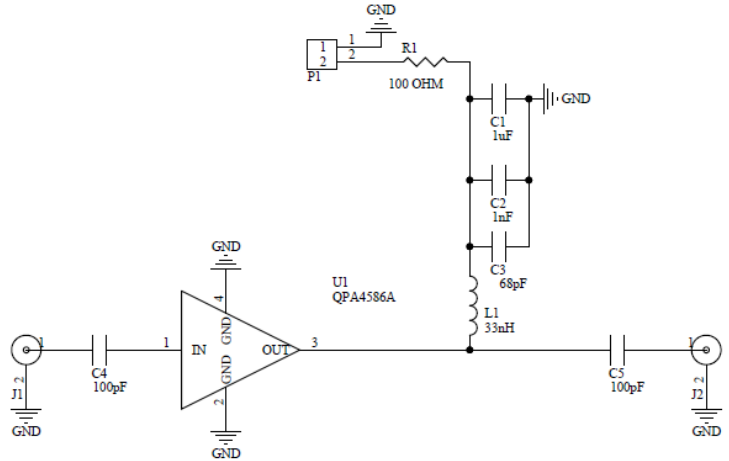 GND
1
1
R1
2
2
P1
100 OHM
GND
C1
1uF
C2
1nF
GND
C3
68pF
U1
QPA4586A
4
GND
L1
33nH
1
1
IN
OUT
3
1
GND
C4
100pF
C5
100pF
2
J1
2
2
J2
GND
GND
GND